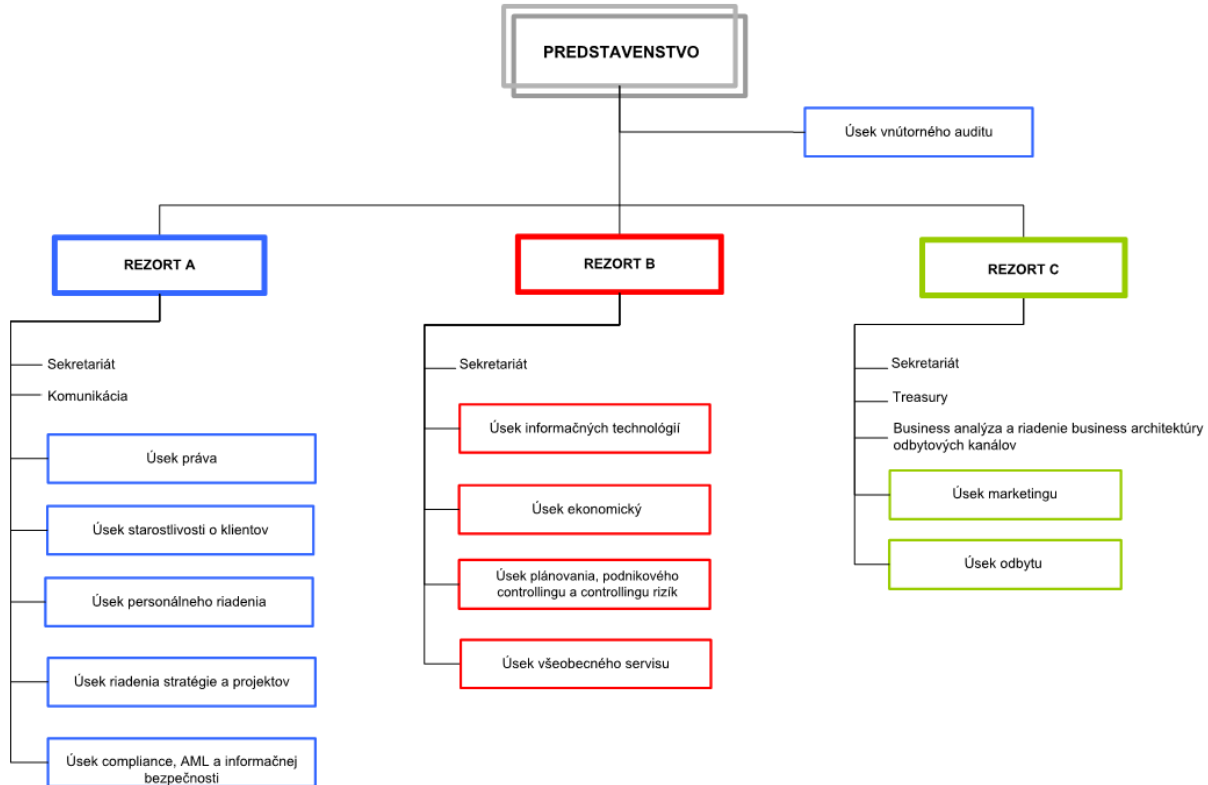 PREDSTAVENSTVO
Úsek vnútorného auditu
REZORT A
REZORT B
REZORT C
Sekretariát
Komunikácia
Úsek práva
Úsek starostlivosti o klientov
Úsek personálneho riadenia
Úsek riadenia stratégie a projektov
Úsek compliance, AML a informačnej
bezpečnosti
Sekretariát
Úsek informačných technológií
Úsek ekonomický
Úsek plánovania, podnikového
controllingu a controllingu rizík
Úsek všeobecného servisu
Sekretariát
Treasury
Business analýza a riadenie business architektúry
odbytových kanálov
Úsek marketingu
Úsek odbytu